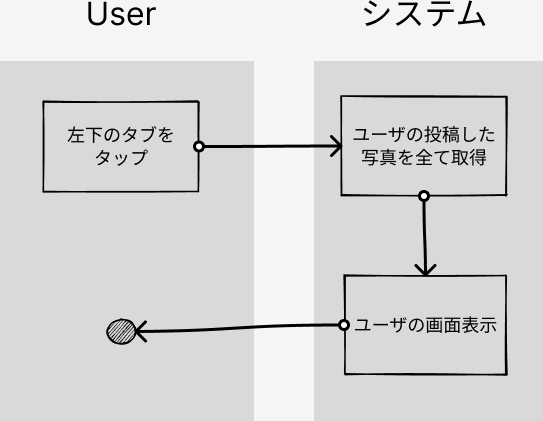 User
システム
左下のタブを
タップ
ユーザの投稿した
写真を全て取得
ユーザの画面表示